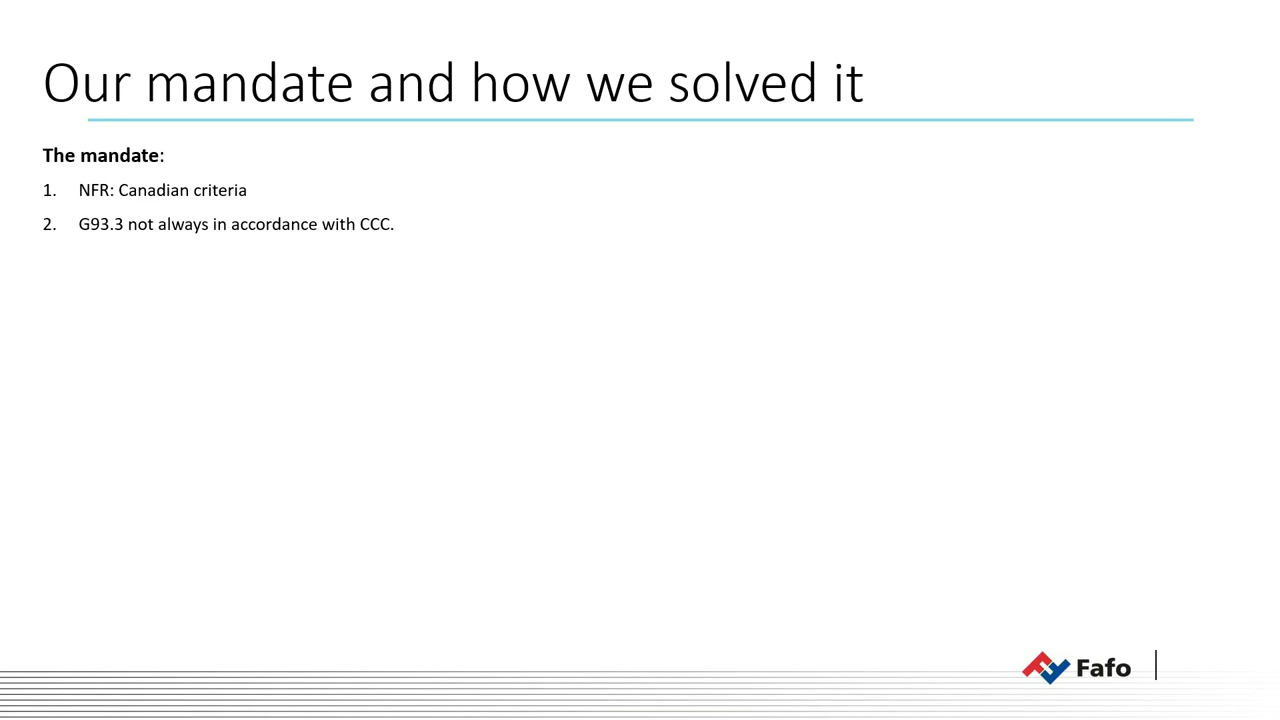 Our mandate and how we solved it
The mandate:
1. NFR: Canadian criteria
2. G93.3 not always in accordance with CCC.
Fafo